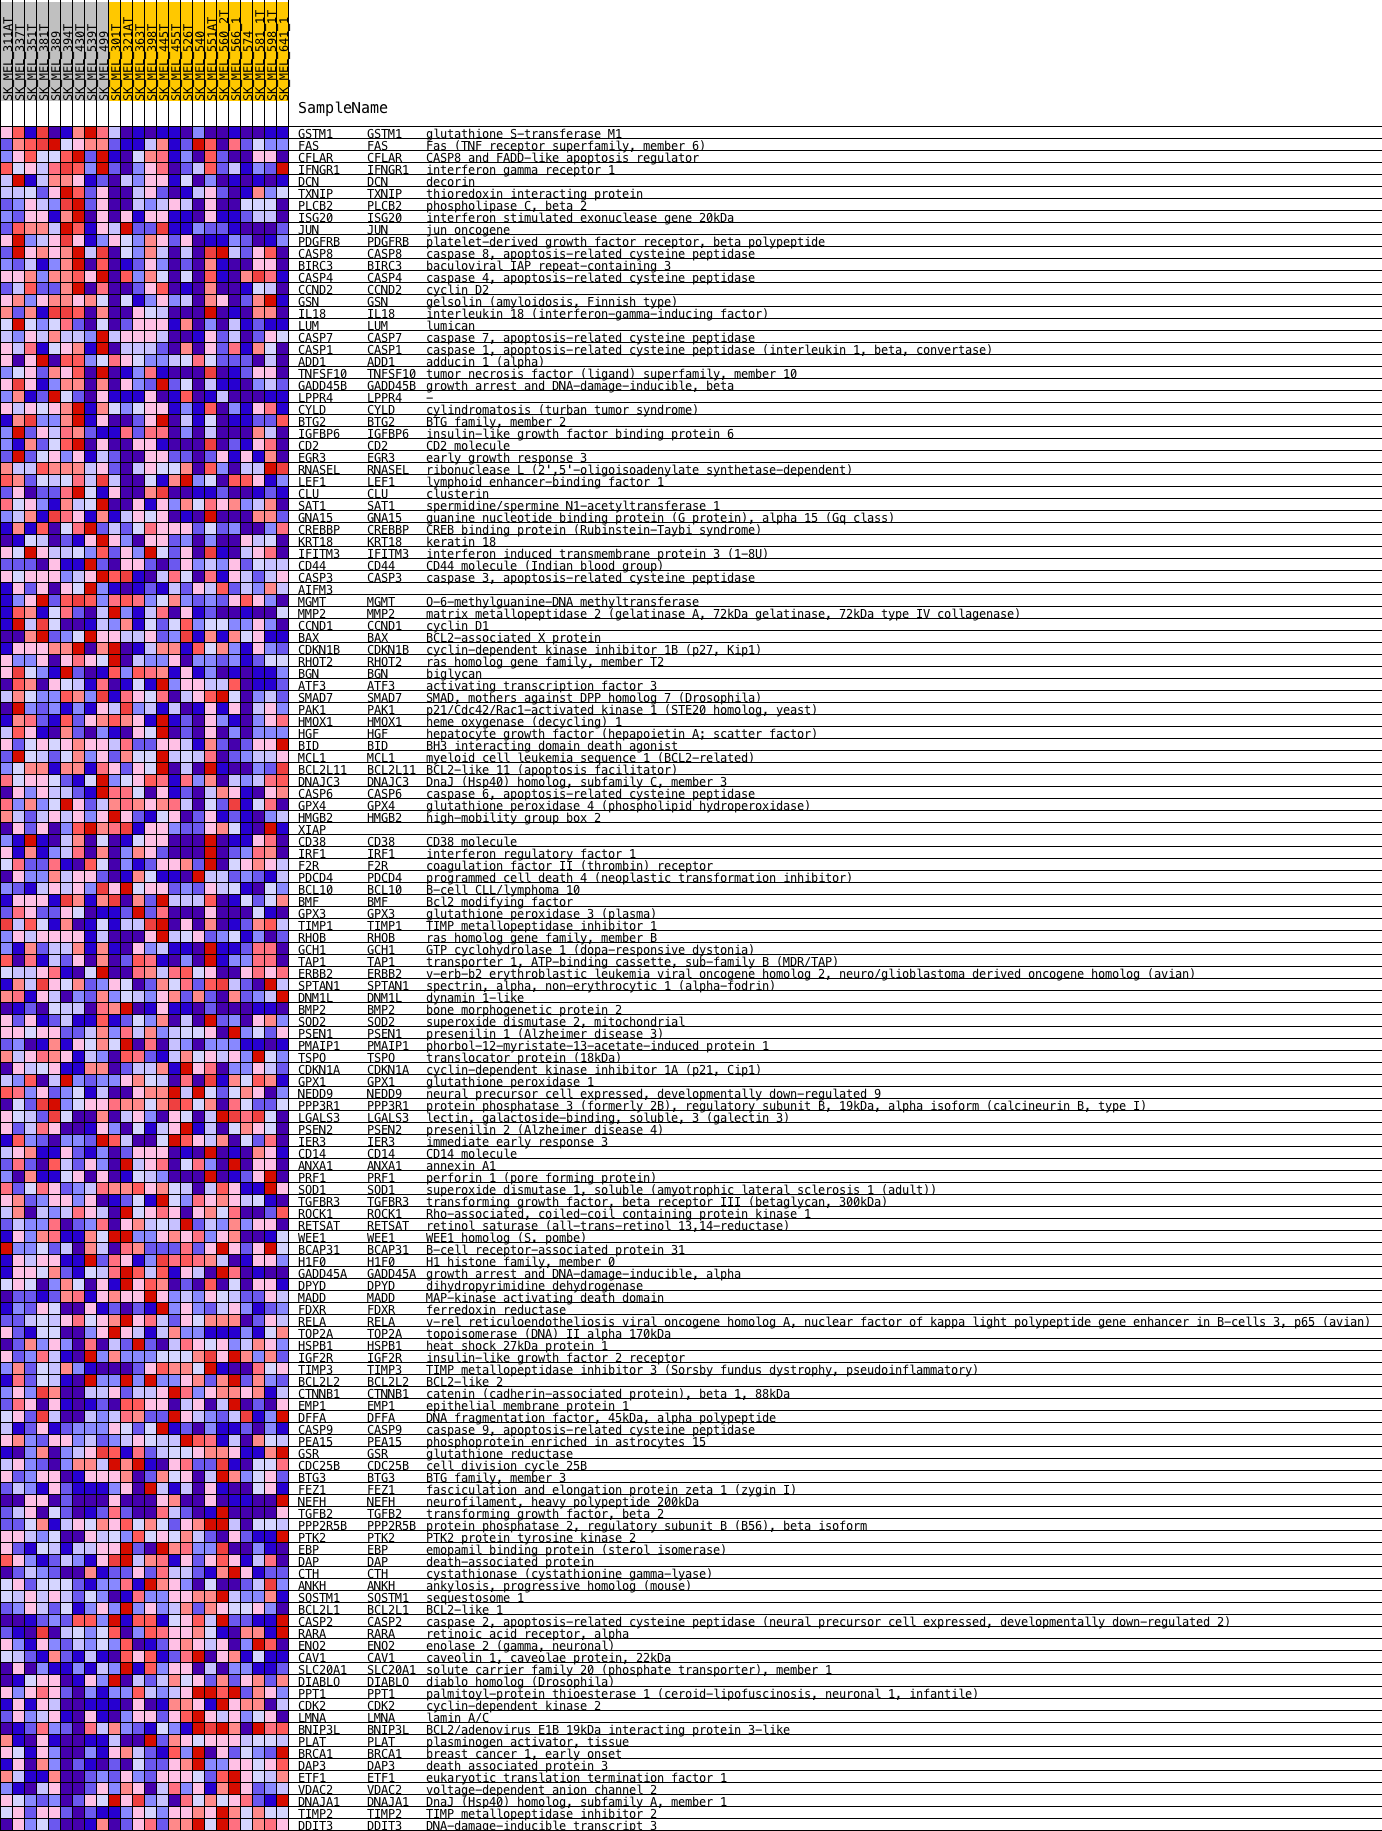 SK_MEL_311AT
SK_MEL_337T
SK_MEL_351T
SK_MEL_381T
SK_MEL_389
SK_MEL_394T
SK_MEL_430T
SK_MEL_539T
SK_MEL_499
SK_MEL_301T
SK_MEL_321AT
SK_MEL_363T
SK_MEL_398T
SK_MEL_445T
SK_MEL_455T
SK_MEL_526T
SK_MEL_540
SK_MEL_551AT
SK_MEL_560_2T
SK_MEL_566_1
SK_MEL_574
SK_MEL_581_1T
SK_MEL_598_1T
SK_MEL_641_1
SampleName
GSTM1 GSTM1 glutathione S-transferase M1
FAS FAS Fas (TNF receptor superfamily, member 6)
CFLAR CFLAR CASP8 and FADD-like apoptosis regulator
IFNGR1 IFNGR1 interferon gamma receptor 1
DCN DCN decorin
TXNIP TXNIP thioredoxin interacting protein
PLCB2 PLCB2 phospholipase C, beta 2
ISG20 ISG20 interferon stimulated exonuclease gene 20kDa
JUN JUN jun oncogene
PDGFRB PDGFRB platelet-derived growth factor receptor, beta polypeptide
CASP8 CASP8 caspase 8, apoptosis-related cysteine peptidase
BIRC3 BIRC3 baculoviral IAP repeat-containing 3
CASP4 CASP4 caspase 4, apoptosis-related cysteine peptidase
CCND2 CCND2 cyclin D2
GSN GSN gelsolin (amyloidosis, Finnish type)
IL18 IL18 interleukin 18 (interferon-gamma-inducing factor)
LUM LUM lumican
CASP7 CASP7 caspase 7, apoptosis-related cysteine peptidase
CASP1 CASP1 caspase 1, apoptosis-related cysteine peptidase (interleukin 1, beta, convertase)
ADD1 ADD1 adducin 1 (alpha)
TNFSF10 TNFSF10 tumor necrosis factor (ligand) superfamily, member 10
GADD45B GADD45B growth arrest and DNA-damage-inducible, beta
LPPR4 LPPR4 -
CYLD CYLD cylindromatosis (turban tumor syndrome)
BTG2 BTG2 BTG family, member 2
IGFBP6 IGFBP6 insulin-like growth factor binding protein 6
CD2 CD2 CD2 molecule
EGR3 EGR3 early growth response 3
RNASEL RNASEL ribonuclease L (2',5'-oligoisoadenylate synthetase-dependent)
LEF1 LEF1 lymphoid enhancer-binding factor 1
CLU CLU clusterin
SAT1 SAT1 spermidine/spermine N1-acetyltransferase 1
GNA15 GNA15 guanine nucleotide binding protein (G protein), alpha 15 (Gq class)
CREBBP CREBBP CREB binding protein (Rubinstein-Taybi syndrome)
KRT18 KRT18 keratin 18
IFITM3 IFITM3 interferon induced transmembrane protein 3 (1-8U)
CD44 CD44 CD44 molecule (Indian blood group)
CASP3 CASP3 caspase 3, apoptosis-related cysteine peptidase
AIFM3
MGMT MGMT O-6-methylguanine-DNA methyltransferase
MMP2 MMP2 matrix metallopeptidase 2 (gelatinase A, 72kDa gelatinase, 72kDa type IV collagenase)
CCND1 CCND1 cyclin D1
BAX BAX BCL2-associated X protein
CDKN1B CDKN1B cyclin-dependent kinase inhibitor 1B (p27, Kip1)
RHOT2 RHOT2 ras homolog gene family, member T2
BGN BGN biglycan
ATF3 ATF3 activating transcription factor 3
SMAD7 SMAD7 SMAD, mothers against DPP homolog 7 (Drosophila)
PAK1 PAK1 p21/Cdc42/Rac1-activated kinase 1 (STE20 homolog, yeast)
HMOX1 HMOX1 heme oxygenase (decycling) 1
HGF HGF hepatocyte growth factor (hepapoietin A; scatter factor)
BID BID BH3 interacting domain death agonist
MCL1 MCL1 myeloid cell leukemia sequence 1 (BCL2-related)
BCL2L11 BCL2L11 BCL2-like 11 (apoptosis facilitator)
DNAJC3 DNAJC3 DnaJ (Hsp40) homolog, subfamily C, member 3
CASP6 CASP6 caspase 6, apoptosis-related cysteine peptidase
GPX4 GPX4 glutathione peroxidase 4 (phospholipid hydroperoxidase)
HMGB2 HMGB2 high-mobility group box 2
XIAP
CD38 CD38 CD38 molecule
IRF1 IRF1 interferon regulatory factor 1
F2R F2R coagulation factor II (thrombin) receptor
PDCD4 PDCD4 programmed cell death 4 (neoplastic transformation inhibitor)
BCL10 BCL10 B-cell CLL/lymphoma 10
BMF BMF Bcl2 modifying factor
GPX3 GPX3 glutathione peroxidase 3 (plasma)
TIMP1 TIMP1 TIMP metallopeptidase inhibitor 1
RHOB RHOB ras homolog gene family, member B
GCH1 GCH1 GTP cyclohydrolase 1 (dopa-responsive dystonia)
TAP1 TAP1 transporter 1, ATP-binding cassette, sub-family B (MDR/TAP)
ERBB2 ERBB2 v-erb-b2 erythroblastic leukemia viral oncogene homolog 2, neuro/glioblastoma derived oncogene homolog (avian)
SPTAN1 SPTAN1 spectrin, alpha, non-erythrocytic 1 (alpha-fodrin)
DNM1L DNM1L dynamin 1-like
BMP2 BMP2 bone morphogenetic protein 2
SOD2 SOD2 superoxide dismutase 2, mitochondrial
PSEN1 PSEN1 presenilin 1 (Alzheimer disease 3)
PMAIP1 PMAIP1 phorbol-12-myristate-13-acetate-induced protein 1
TSPO TSPO translocator protein (18kDa)
CDKN1A CDKN1A cyclin-dependent kinase inhibitor 1A (p21, Cip1)
GPX1 GPX1 glutathione peroxidase 1
NEDD9 NEDD9 neural precursor cell expressed, developmentally down-regulated 9
PPP3R1 PPP3R1 protein phosphatase 3 (formerly 2B), regulatory subunit B, 19kDa, alpha isoform (calcineurin B, type I)
LGALS3 LGALS3 lectin, galactoside-binding, soluble, 3 (galectin 3)
PSEN2 PSEN2 presenilin 2 (Alzheimer disease 4)
IER3 IER3 immediate early response 3
CD14 CD14 CD14 molecule
ANXA1 ANXA1 annexin A1
PRF1 PRF1 perforin 1 (pore forming protein)
SOD1 SOD1 superoxide dismutase 1, soluble (amyotrophic lateral sclerosis 1 (adult))
TGFBR3 TGFBR3 transforming growth factor, beta receptor III (betaglycan, 300kDa)
ROCK1 ROCK1 Rho-associated, coiled-coil containing protein kinase 1
RETSAT RETSAT retinol saturase (all-trans-retinol 13,14-reductase)
WEE1 WEE1 WEE1 homolog (S. pombe)
BCAP31 BCAP31 B-cell receptor-associated protein 31
H1F0 H1F0 H1 histone family, member 0
GADD45A GADD45A growth arrest and DNA-damage-inducible, alpha
DPYD DPYD dihydropyrimidine dehydrogenase
MADD MADD MAP-kinase activating death domain
FDXR FDXR ferredoxin reductase
RELA RELA v-rel reticuloendotheliosis viral oncogene homolog A, nuclear factor of kappa light polypeptide gene enhancer in B-cells 3, p65 (avian)
TOP2A TOP2A topoisomerase (DNA) II alpha 170kDa
HSPB1 HSPB1 heat shock 27kDa protein 1
IGF2R IGF2R insulin-like growth factor 2 receptor
TIMP3 TIMP3 TIMP metallopeptidase inhibitor 3 (Sorsby fundus dystrophy, pseudoinflammatory)
BCL2L2 BCL2L2 BCL2-like 2
CTNNB1 CTNNB1 catenin (cadherin-associated protein), beta 1, 88kDa
EMP1 EMP1 epithelial membrane protein 1
DFFA DFFA DNA fragmentation factor, 45kDa, alpha polypeptide
CASP9 CASP9 caspase 9, apoptosis-related cysteine peptidase
PEA15 PEA15 phosphoprotein enriched in astrocytes 15
GSR GSR glutathione reductase
CDC25B CDC25B cell division cycle 25B
BTG3 BTG3 BTG family, member 3
FEZ1 FEZ1 fasciculation and elongation protein zeta 1 (zygin I)
NEFH NEFH neurofilament, heavy polypeptide 200kDa
TGFB2 TGFB2 transforming growth factor, beta 2
PPP2R5B PPP2R5B protein phosphatase 2, regulatory subunit B (B56), beta isoform
PTK2 PTK2 PTK2 protein tyrosine kinase 2
EBP EBP emopamil binding protein (sterol isomerase)
DAP DAP death-associated protein
CTH CTH cystathionase (cystathionine gamma-lyase)
ANKH ANKH ankylosis, progressive homolog (mouse)
SQSTM1 SQSTM1 sequestosome 1
BCL2L1 BCL2L1 BCL2-like 1
CASP2 CASP2 caspase 2, apoptosis-related cysteine peptidase (neural precursor cell expressed, developmentally down-regulated 2)
RARA RARA retinoic acid receptor, alpha
ENO2 ENO2 enolase 2 (gamma, neuronal)
CAV1 CAV1 caveolin 1, caveolae protein, 22kDa
SLC20A1 SLC20A1 solute carrier family 20 (phosphate transporter), member 1
DIABLO DIABLO diablo homolog (Drosophila)
PPT1 PPT1 palmitoyl-protein thioesterase 1 (ceroid-lipofuscinosis, neuronal 1, infantile)
CDK2 CDK2 cyclin-dependent kinase 2
LMNA LMNA lamin A/C
BNIP3L BNIP3L BCL2/adenovirus E1B 19kDa interacting protein 3-like
PLAT PLAT plasminogen activator, tissue
BRCA1 BRCA1 breast cancer 1, early onset
DAP3 DAP3 death associated protein 3
ETF1 ETF1 eukaryotic translation termination factor 1
VDAC2 VDAC2 voltage-dependent anion channel 2
DNAJA1 DNAJA1 DnaJ (Hsp40) homolog, subfamily A, member 1
TIMP2 TIMP2 TIMP metallopeptidase inhibitor 2
DDIT3 DDIT3 DNA-damage-inducible transcript 3